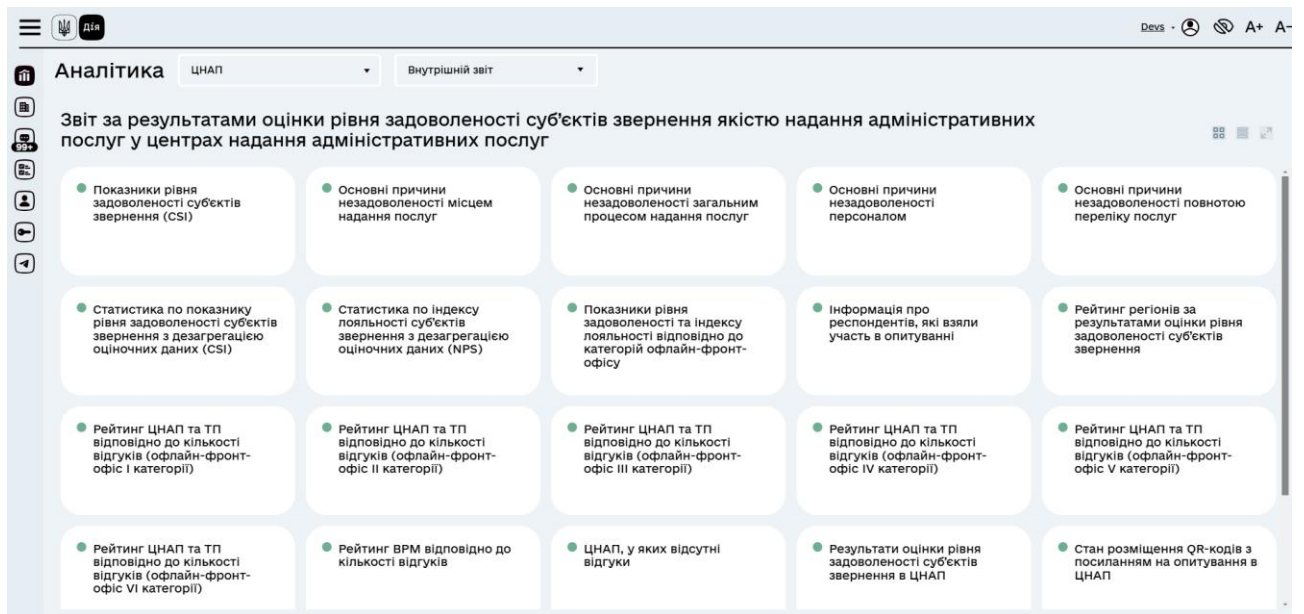 Дія
Devs
A+ A-
99+
Аналітика
ЦНАП
Внутрішній звіт
Звіт за результатами оцінки рівня задоволеності суб’єктів звернення якістю надання адміністративних
послуг у центрах надання адміністративних послуг
Показники рівня
задоволеності суб'єктів
звернення (CSI)
Основні причини
незадоволеності місцем
надання послуг
Основні причини
незадоволеності загальним
процесом надання послуг
Основні причини
незадоволеності
персоналом
Основні причини
незадоволеності повнотою
переліку послуг
Статистика по показнику
рівня задоволеності суб'єктів
звернення з дезагрегацією
оціночних даних (CSI)
Статистика по індексу
лояльності суб'єктів
звернення з дезагрегацією
оціночних даних (NPS)
Показники рівня
задоволеності та індексу
лояльності відповідно до
категорій офлайн-фронт-
офісу
Інформація про
респондентів, які взяли
участь в опитуванні
Рейтинг регіонів за
результатами оцінки рівня
задоволеності суб'єктів
звернення
Рейтинг ЦНАП та ТП
відповідно до кількості
відгуків (офлайн-фронт-
офіс I категорії)
Рейтинг ЦНАП та ТП
відповідно до кількості
відгуків (офлайн-фронт-
офіс II категорії)
Рейтинг ЦНАП та ТП
відповідно до кількості
відгуків (офлайн-фронт-
офіс III категорії)
Рейтинг ЦНАП та ТП
відповідно до кількості
відгуків (офлайн-фронт-
офіс IV категорії)
Рейтинг ЦНАП та ТП
відповідно до кількості
відгуків (офлайн-фронт-
офіс V категорії)
Рейтинг ЦНАП та ТП
відповідно до кількості
відгуків (офлайн-фронт-
офіс VI категорії)
Рейтинг ВРМ відповідно до
кількості відгуків
ЦНАП, у яких відсутні
відгуки
Результати оцінки рівня
задоволеності суб'єктів
звернення в ЦНАП
Стан розміщення QR-кодів з
посиланням на опитування в
ЦНАП